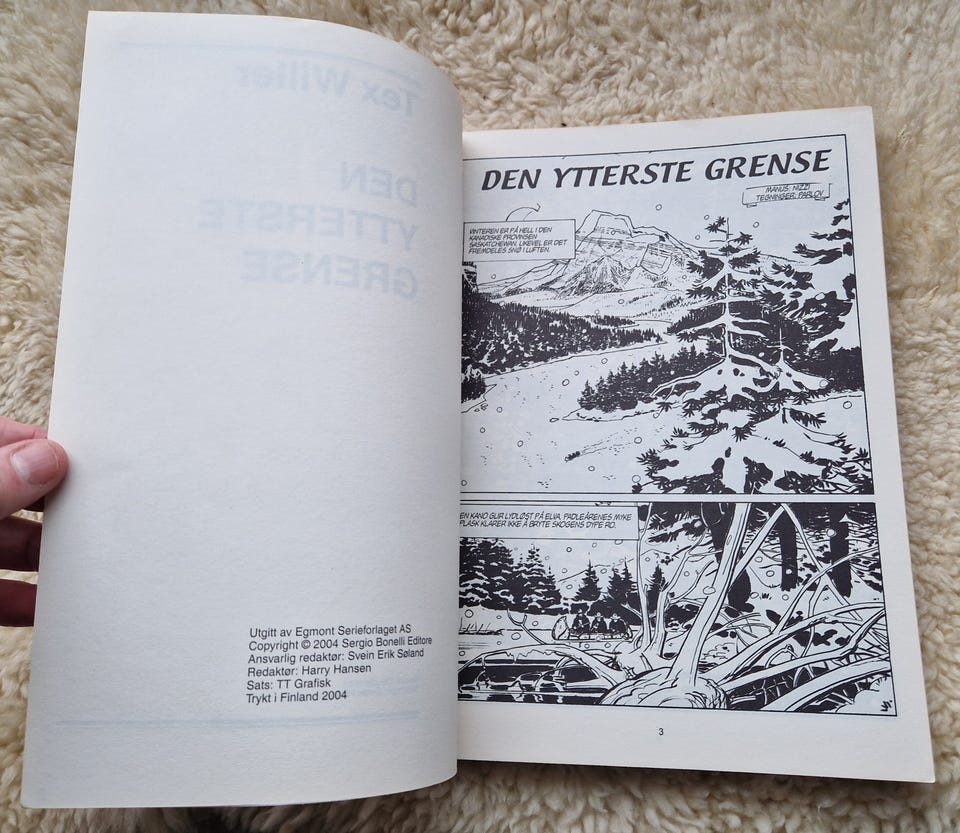 Tex Willer
DEN
YTTERSTE
GRENSE
Utgitt av Egmont Serieforlaget AS
Copyright © 2004 Sergio Bonelli Editore
Ansvarlig redaktør: Svein Erik Søland
Redaktør: Harry Hansen
Sats: TT Grafisk
Trykt i Finland 2004
DEN YTTERSTE GRENSE
MANUS: NIZZI
TEGNINGER: PARLOV
VINTEREN ER PÅ HELL I DEN
KANADISKE PROVINSEN
SASKATCHEWAN. LIKEVEL ER DET
FREMDELES SNØ I LUFTEN.
EN KANO GLIR LYDLØST PÅ ELVA. PADLEÅRENES MYKE
PLASK KLARER IKKE Å BRYTE SKOGENS DYPE RO.
3